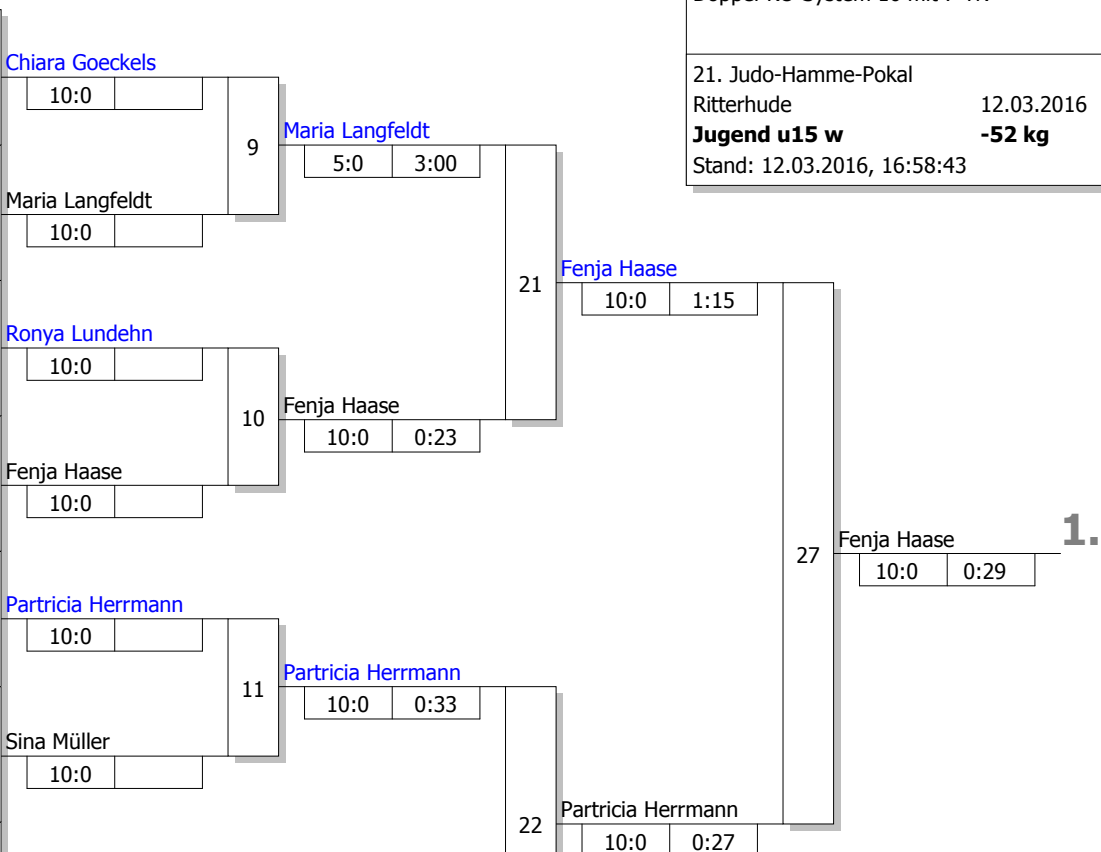 21. Judo-Hamme-Pokal
Ritterhude 12.03.2016
Jugend u15 w -52 kg
Stand: 12.03.2016, 16:58:43
Chiara Goeckels
10:0
9
Maria Langfeldt
5:0 3:00
Maria Langfeldt
10:0
21
Fenja Haase
10:0 1:15
Ronya Lundehn
10:0
10
Fenja Haase
10:0 0:23
Fenja Haase
10:0
27
Fenja Haase
1.
10:0 0:29
Partricia Herrmann
10:0
11
Partricia Herrmann
10:0 0:33
Sina Müller
10:0
22
Partricia Herrmann
10:0 0:27